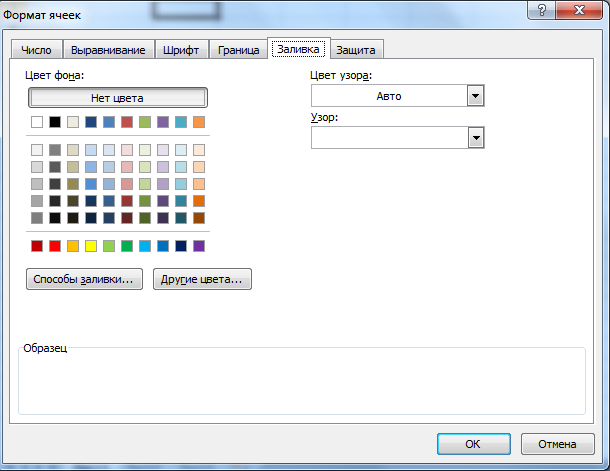 Формат ячеек
?
Число
Выравнивание
Шрифт
Граница
Заливка
Защита
Цвет фона:
Нет цвета
Цвет узора:
Авто
Узор:
Способы заливки...
Другие цвета...
Образец
ОК
Отмена